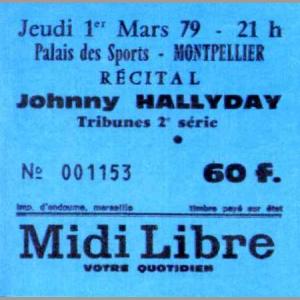 Jeudi 1er Mars 79 - 21 h
Palais des Sports - MONTPELLIER
RÉCITAL
Johnny HALLYDAY
Tribunes 2e série
No 001153 60 f.
imp. d'endoume, marseille timbre payé sur état
Midi Libre
VOTRE QUOTIDIEN